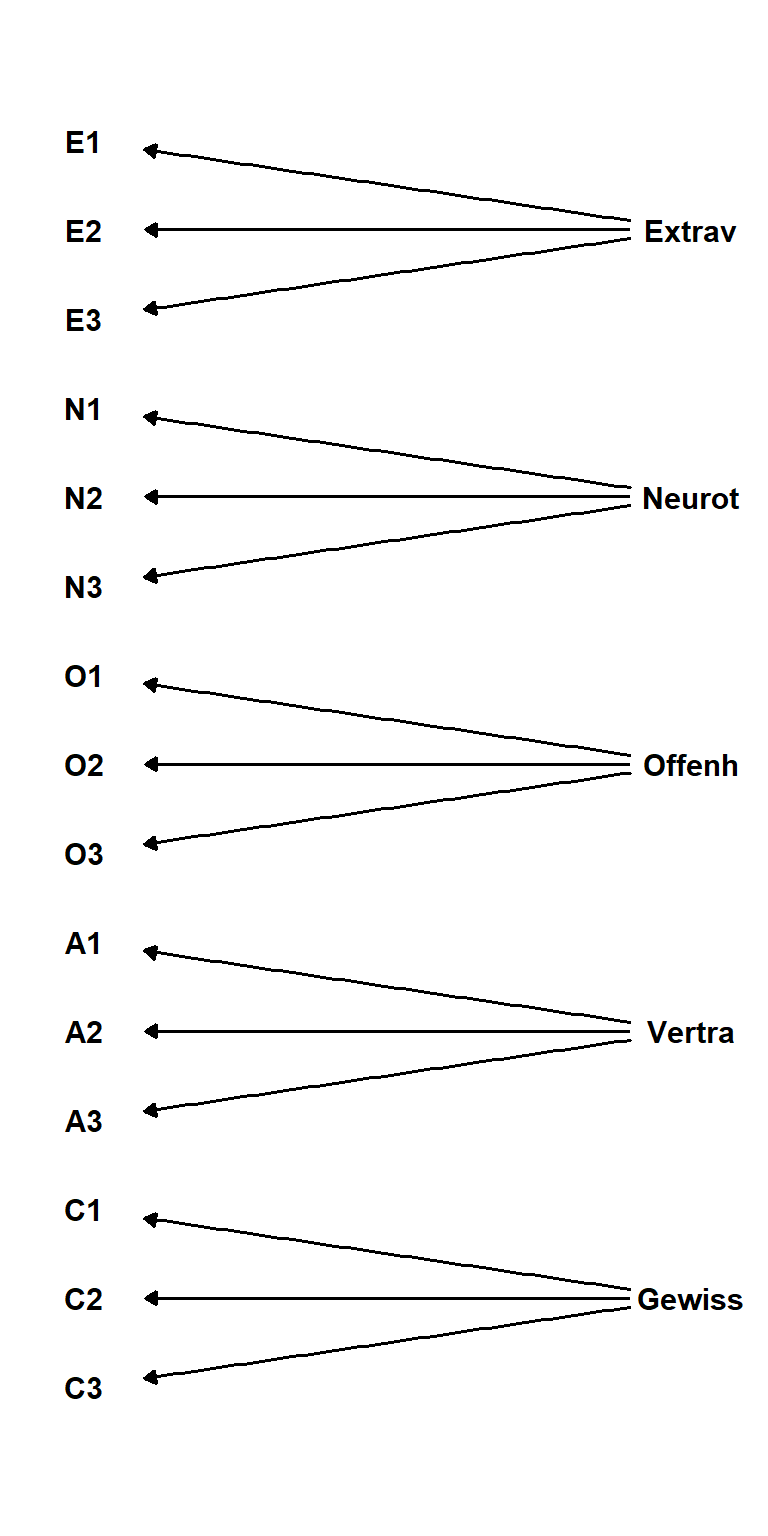 E1
E2
Extrav
E3
N1
N2
Neurot
N3
O1
O2
Offenh
O3
A1
A2
Vertra
A3
C1
C2
Gewiss
C3